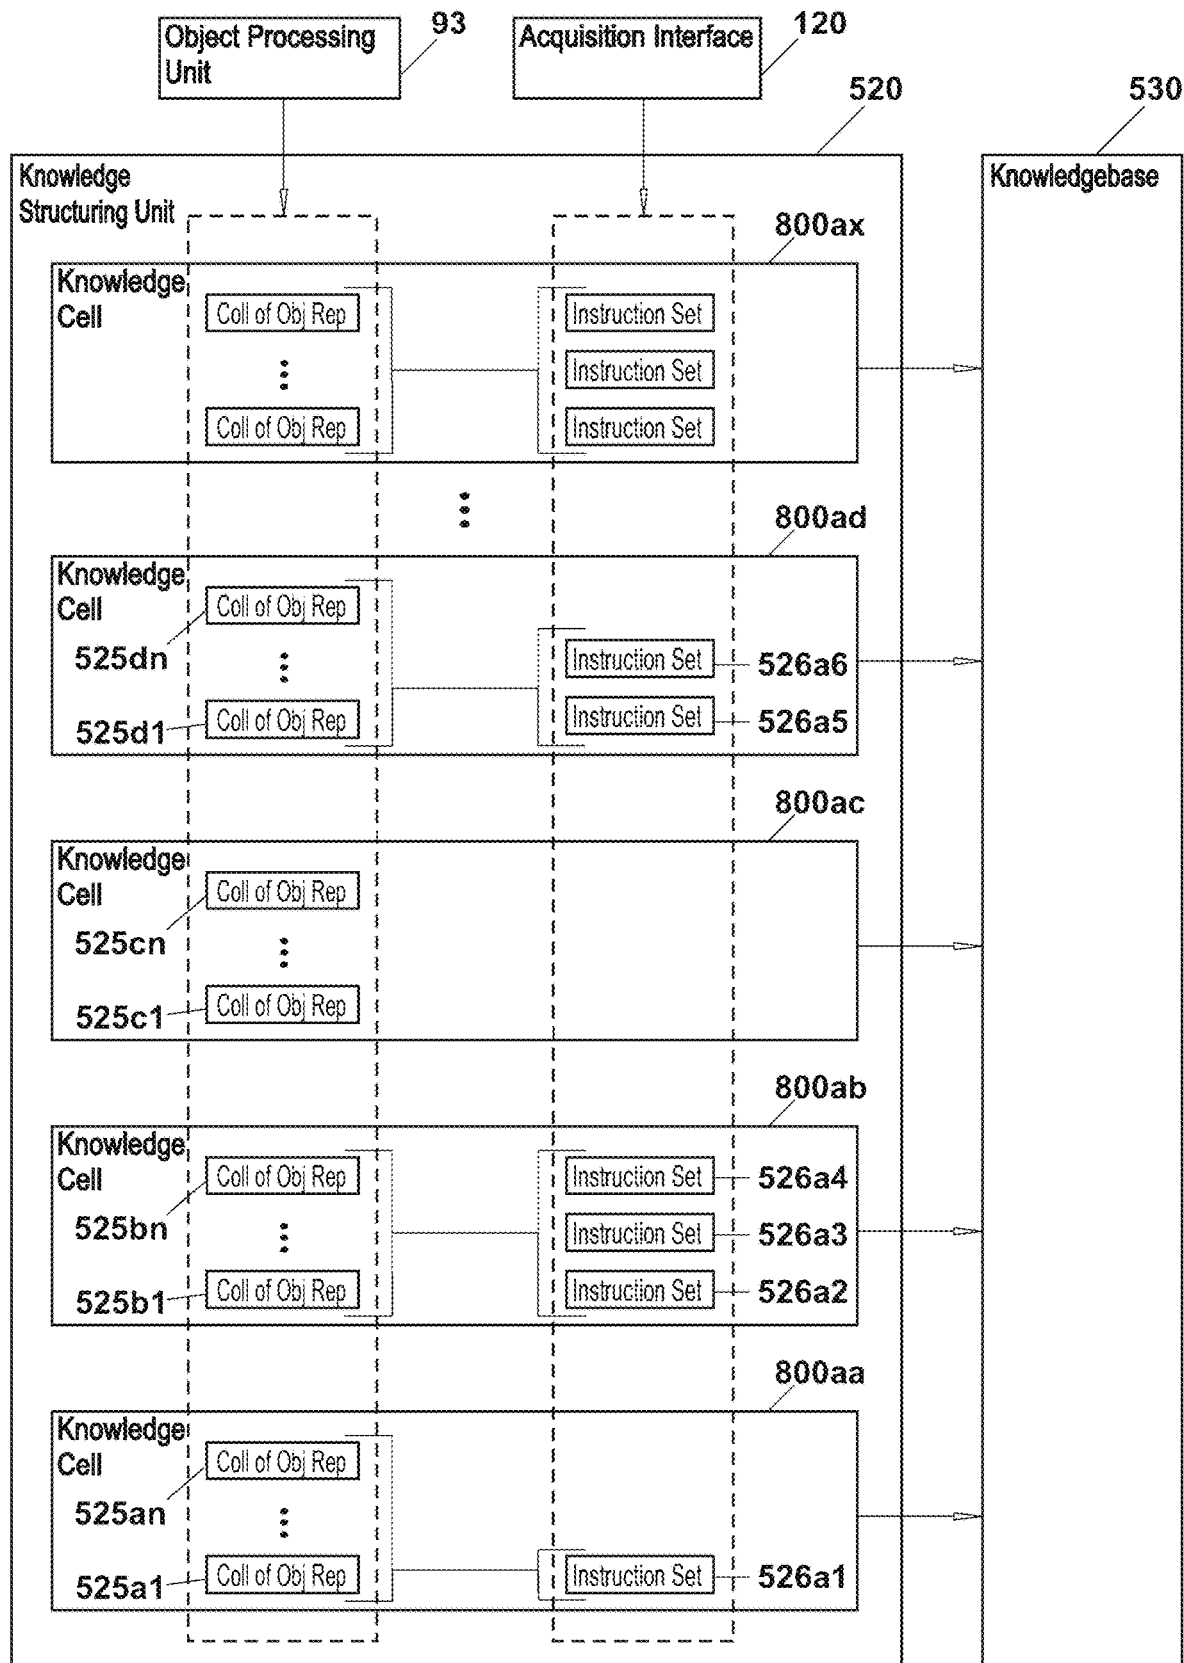 Object Processing
Unit
93
Acquisition Interface
120
520
530
Knowledge
Structuring Unit
Knowledgebase
800ax
Knowledge
Cell
Coll of Obj Rep
Instruction Set
Instruction Set
Coll of Obj Rep
Instruction Set
800ad
Knowledge
Cell
Coll of Obj Rep
525dn
Instruction Set
526a6
525d1
Coll of Obj Rep
Instruction Set
526a5
800ac
Knowledge
Cell
Coll of Obj Rep
525cn
525c1
Coll of Obj Rep
800ab
Knowledge
Cell
Coll of Obj Rep
Instruction Set
526a4
525bn
Instruction Set
526a3
525b1
Coll of Obj Rep
Instruction Set
526a2
800aa
Knowledge
Cell
Coll of Obj Rep
525an
525a1
Coll of Obj Rep
Instruction Set
526a1